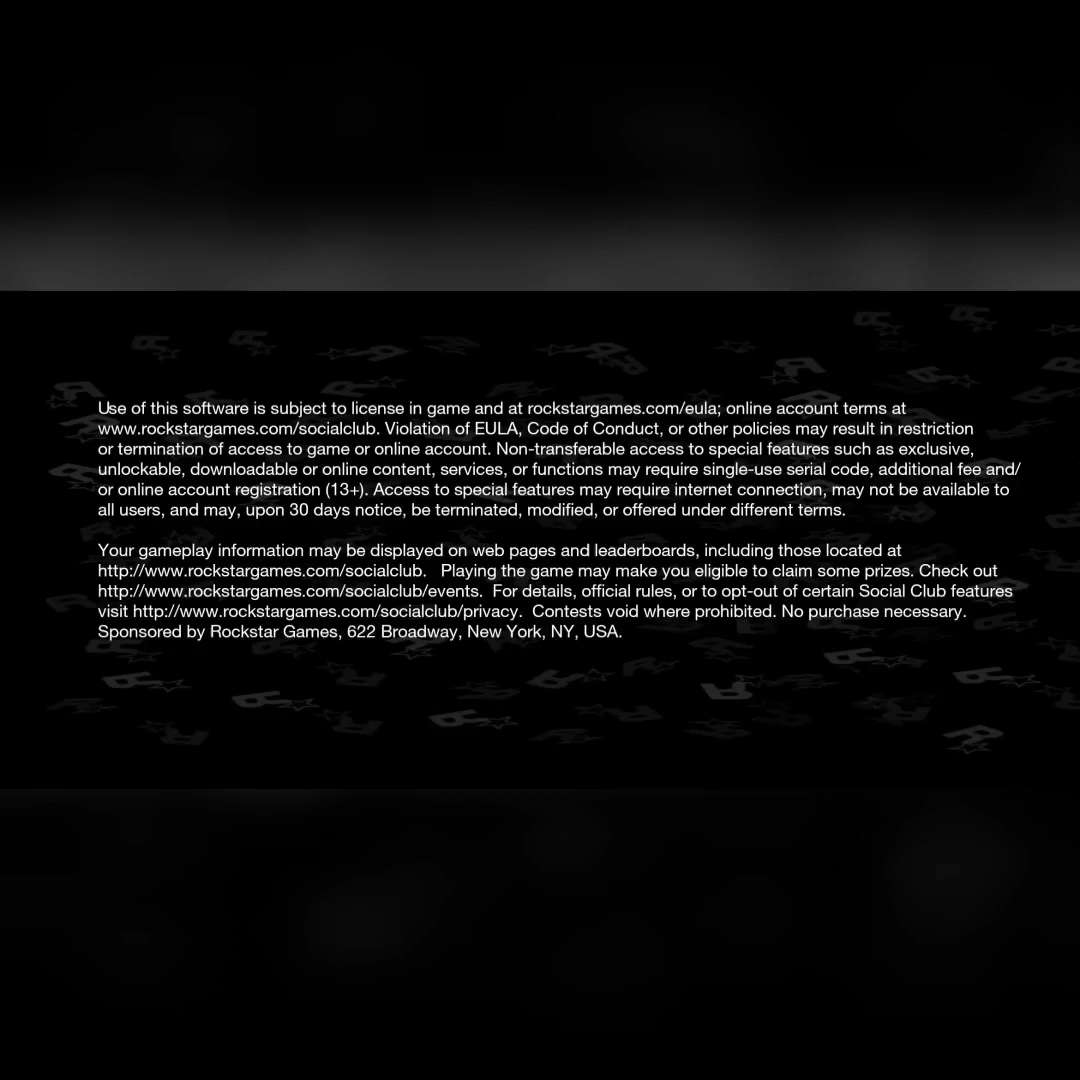 Use of this software is subject to license in game and at rockstargames.com/eula; online account terms at
www.rockstargames.com/socialclub. Violation of EULA, Code of Conduct, or other policies may result in restriction
or termination of access to game or online account. Non-transferable access to special features such as exclusive,
unlockable, downloadable or online content, services, or functions may require single-use serial code, additional fee and/
or online account registration (13+). Access to special features may require internet connection, may not be available to
all users, and may, upon 30 days notice, be terminated, modified, or offered under different terms.
Your gameplay information may be displayed on web pages and leaderboards, including those located at
http://www.rockstargames.com/socialclub.   Playing the game may make you eligible to claim some prizes. Check out
http://www.rockstargames.com/socialclub/events.  For details, official rules, or to opt-out of certain Social Club features
visit http://www.rockstargames.com/socialclub/privacy.  Contests void where prohibited. No purchase necessary.
Sponsored by Rockstar Games, 622 Broadway, New York, NY, USA.